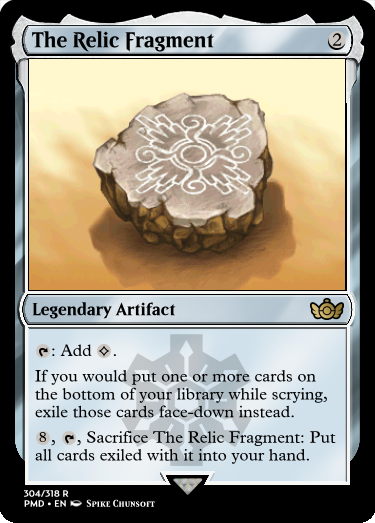 The Relic Fragment 2
Legendary Artifact
: Add .
If you would put one or more cards on
the bottom of your library while scrying,
exile those cards face-down instead.
8, , Sacrifice The Relic Fragment: Put
all cards exiled with it into your hand.
304/318 R
PMD • EN SPIKE CHUNSOFT